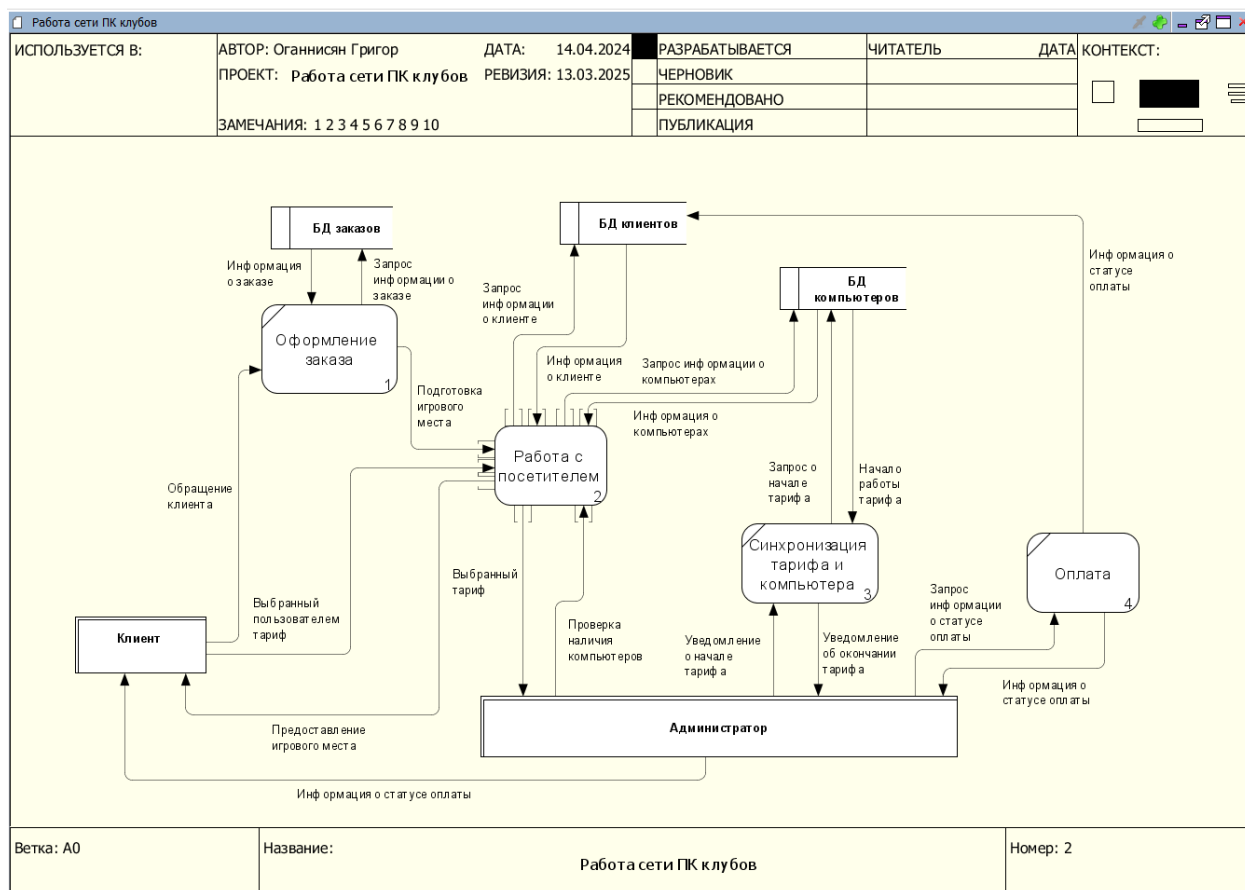 Работа сети ПК клубов
ИСПОЛЬЗУЕТСЯ В:
АВТОР: Оганнисян Григор
ДАТА: 14.04.2024
ПРОЕКТ: Работа сети ПК клубов
РЕВИЗИЯ: 13.03.2025
ЗАМЕЧАНИЯ: 1 2 3 4 5 6 7 8 9 10
РАЗРАБАТЫВАЕТСЯ
ЧЕРНОВИК
РЕКОМЕНДОВАНО
ПУБЛИКАЦИЯ
ЧИТАТЕЛЬ
ДАТА
КОНТЕКСТ:
БД заказов
Информация
о заказе
Запрос
информации о
заказе
Оформление
заказа
1
БД клиентов
Запрос
информации
о клиенте
Информация
о клиенте
БД
компьютеров
Информация о
статусе
оплаты
Запрос информации о
компьютерах
Информация о
компьютерах
Подготовка
игрового
места
Работа с
посетителем
2
Обращение
клиента
Запрос о
начале
тарифа
Начало
работы
тарифа
Синхронизация
тарифа и
компьютера
3
Оплата
4
Выбранный
тариф
Выбранный
пользователем
тариф
Проверка
наличия
компьютеров
Уведомление
о начале
тарифа
Уведомление
об окончании
тарифа
Запрос
информации
о статусе
оплаты
Информация о
статусе оплаты
Клиент
Администратор
Предоставление
игрового места
Информация о статусе оплаты
Ветка: A0
Название:
Работа сети ПК клубов
Номер: 2